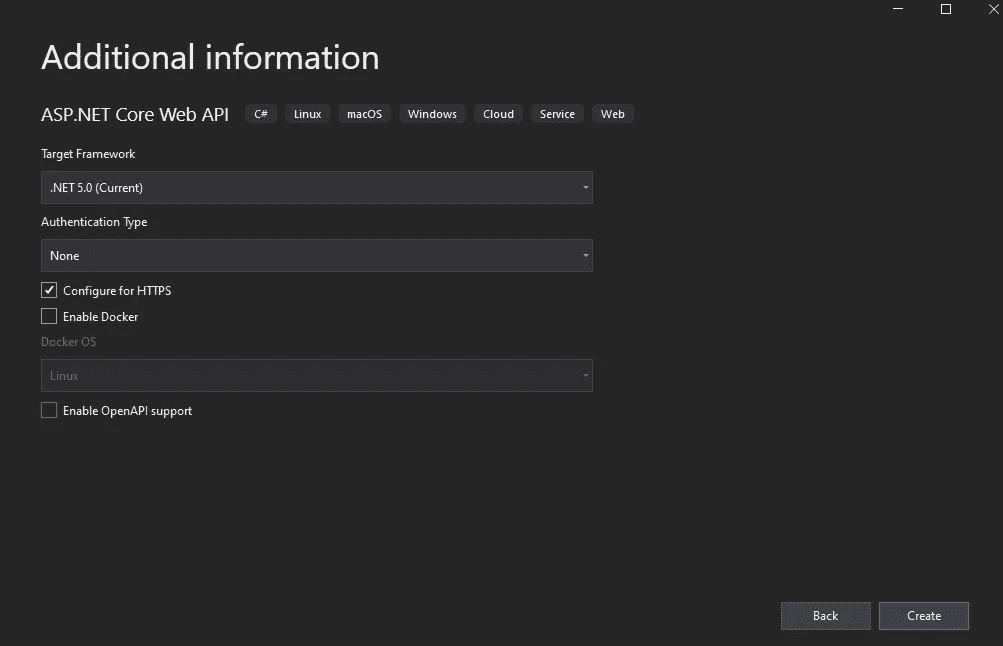 Additional information
ASP.NET Core Web API C# Linux macOS Windows Cloud Service Web
Target Framework
.NET 5.0 (Current)
Authentication Type
None
Configure for HTTPS
Enable Docker
Docker OS
Linux
Enable OpenAPI support
Back Create